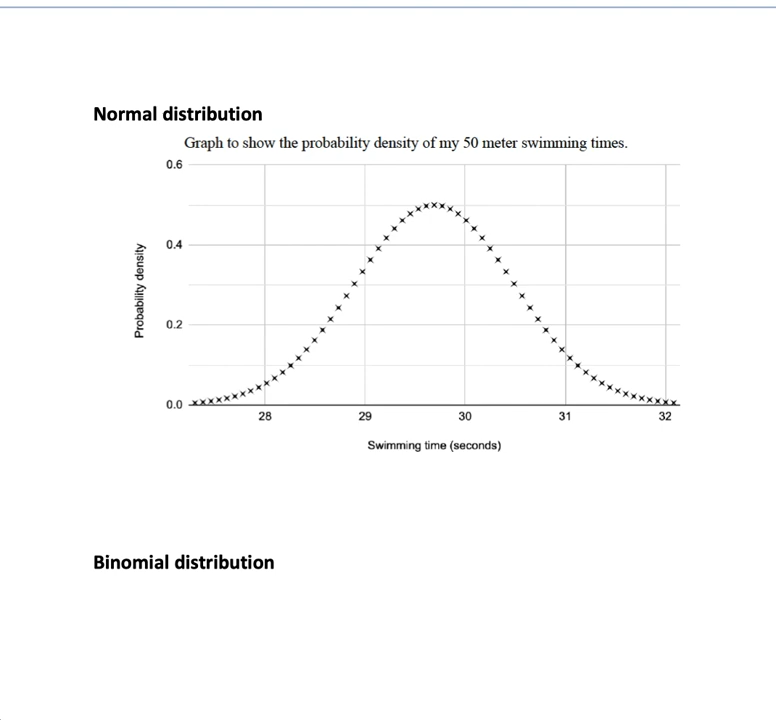 Normal distribution
Graph to show the probability density of my 50 meter swimming times.
0.6
0.4
0.2
0.0
Probability density
28 29 30 31 32
Swimming time (seconds)
Binomial distribution